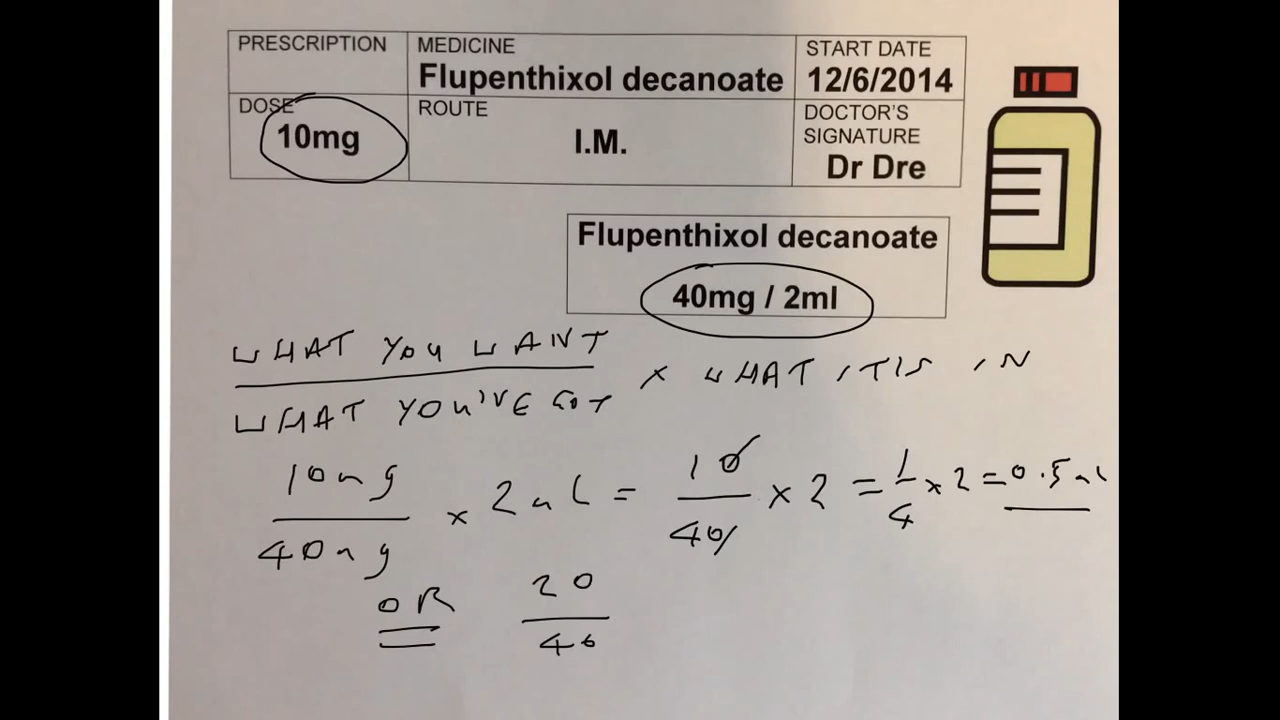 PRESCRIPTION
MEDICINE
Flupenthixol decanoate
START DATE
12/6/2014
DOSE
10mg
ROUTE
I.M.
DOCTOR'S
SIGNATURE
Dr Dre
Flupenthixol decanoate
40mg / 2ml
WHAT YOU WANT
WHAT YOU'VE GOT
× WHAT IT IS IN
10mg
40mg
× 2ml = 10/40 × 2 = 1/4 × 2 = 0.5ml
OR 20/40